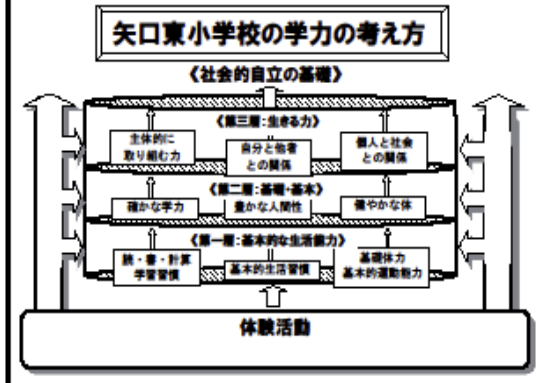 矢口東小学校の学力の考え方
《社会的自立の基礎》
《第三層:生きる力》
主体的に
取り組む力
自分と他者
との関係
個人と社会
との関係
《第二層:基礎・基本》
確かな学力
豊かな人間性
健やかな体
《第一層:基本的な生活能力》
読・書・計算
学習習慣
基本的生活習慣
基礎体力
基本的運動能力
体験活動